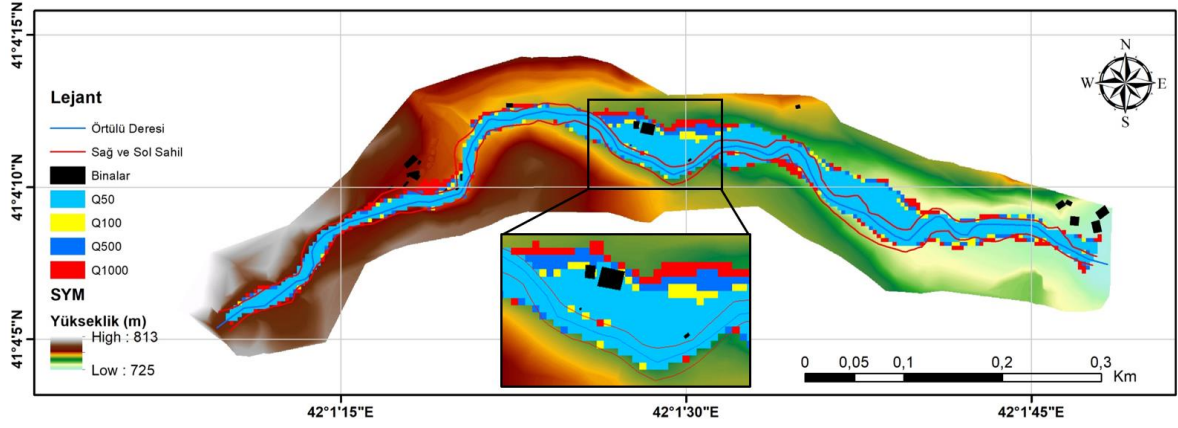 41°4'15"N
41°4'10"N
41°4'5"N
Lejant
Örtülü Deresi
Sağ ve Sol Sahil
Binalar
Q50
Q100
Q500
Q1000
SYM
Yükseklik (m)
High : 813
Low : 725
N
W E
S
0 0,05 0,1 0,2 0,3
Km
42°1'15"E 42°1'30"E 42°1'45"E